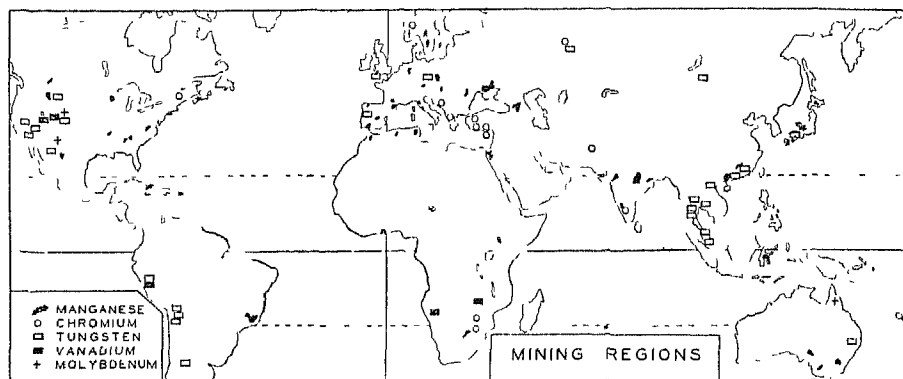 MANGANESE
CHROMIUM
TUNGSTEN
VANADIUM
MOLYBDENUM
MINING REGIONS